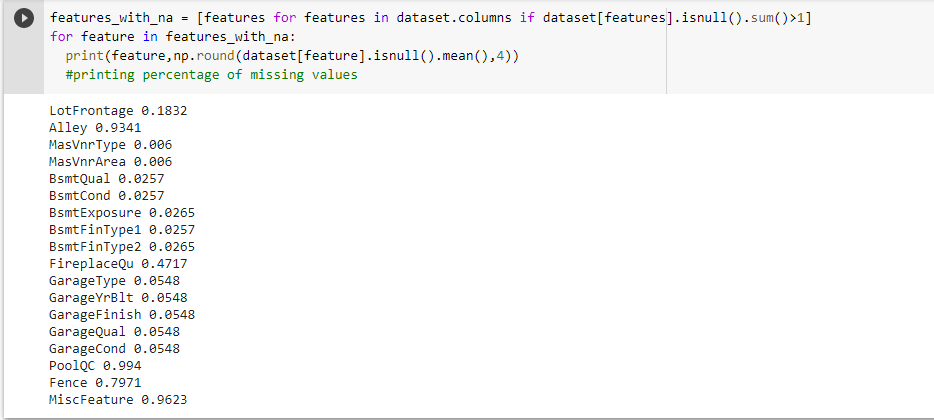 features_with_na = [features for features in dataset.columns if dataset[features].isnull().sum()>1]
for feature in features_with_na:
  print(feature,np.round(dataset[feature].isnull().mean(),4))
  #printing percentage of missing values
LotFrontage 0.1832
Alley 0.9341
MasVnrType 0.006
MasVnrArea 0.006
BsmtQual 0.0257
BsmtCond 0.0257
BsmtExposure 0.0265
BsmtFinType1 0.0257
BsmtFinType2 0.0265
FireplaceQu 0.4717
GarageType 0.0548
GarageYrBlt 0.0548
GarageFinish 0.0548
GarageQual 0.0548
GarageCond 0.0548
PoolQC 0.994
Fence 0.7971
MiscFeature 0.9623